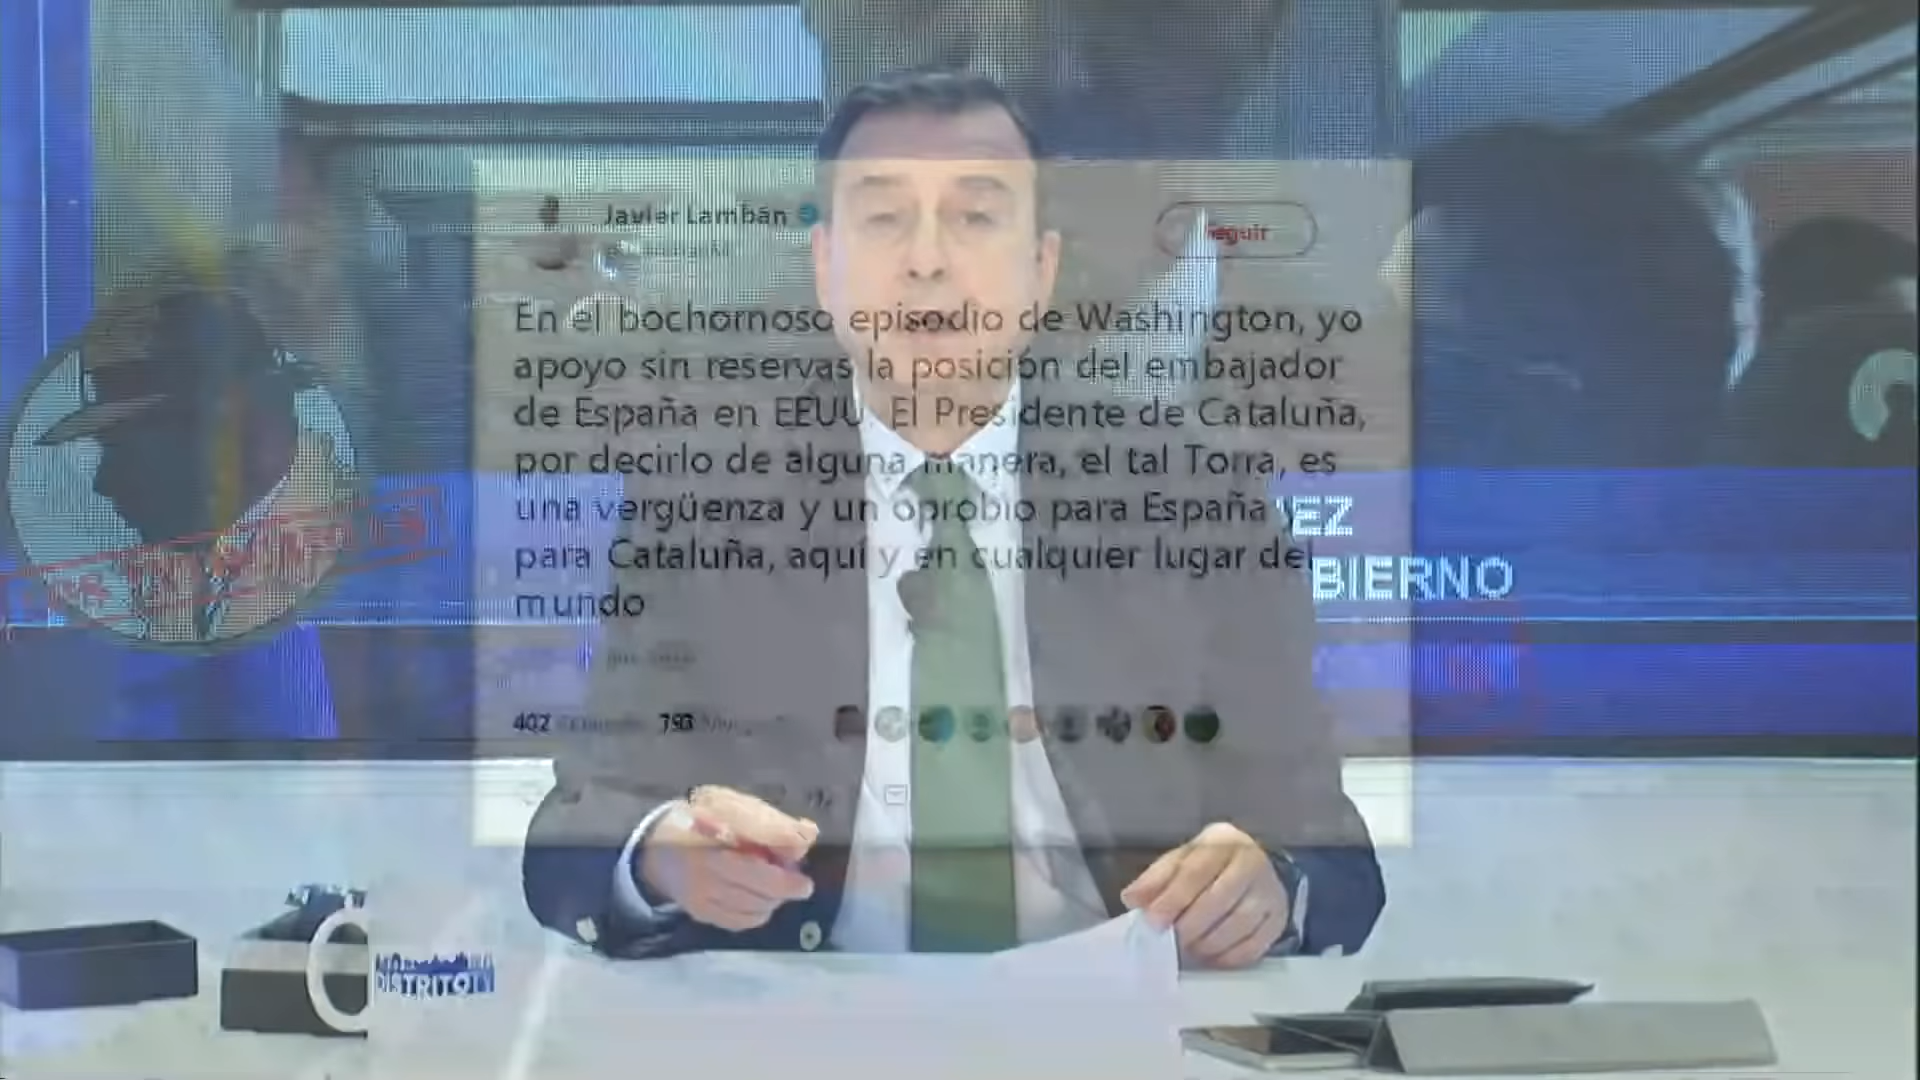 Javier Lambán
Seguir
En el bochornoso episodio de Washington, yo
apoyo sin reservas la posición del embajador
de España en EEUU. El Presidente de Cataluña,
por decirlo de alguna manera, el tal Torra, es
una vergüenza y un oprobio para España y
para Cataluña, aquí y en cualquier lugar del
mundo
EZ
BIERNO
402
793
DISTRITOTV